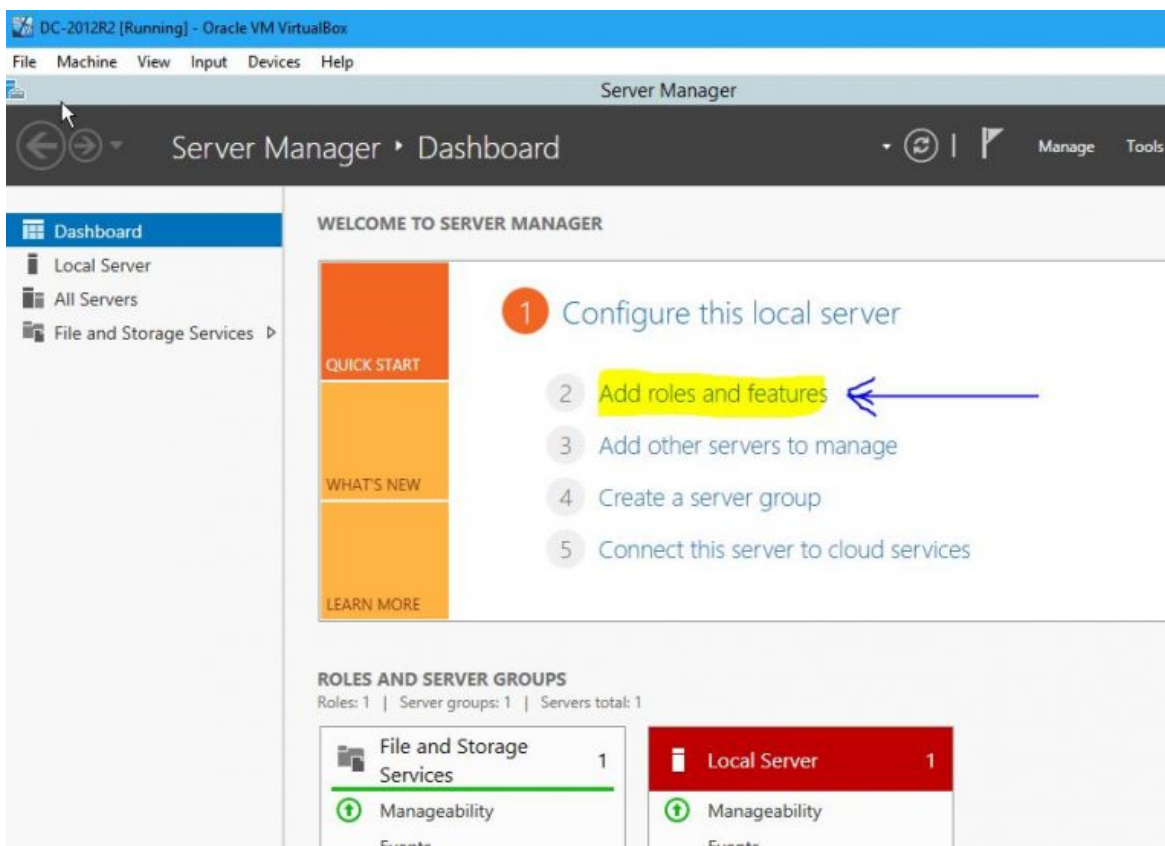 DC-2012R2 [Running] - Oracle VM VirtualBox
File Machine View Input Devices Help
Server Manager
Server Manager ‣ Dashboard
Manage Tools
Dashboard
Local Server
All Servers
File and Storage Services
WELCOME TO SERVER MANAGER
QUICK START
WHAT'S NEW
LEARN MORE
1 Configure this local server
2 Add roles and features
3 Add other servers to manage
4 Create a server group
5 Connect this server to cloud services
ROLES AND SERVER GROUPS
Roles: 1 | Server groups: 1 | Servers total: 1
File and Storage
Services 1
Manageability
Events
Local Server 1
Manageability
Events